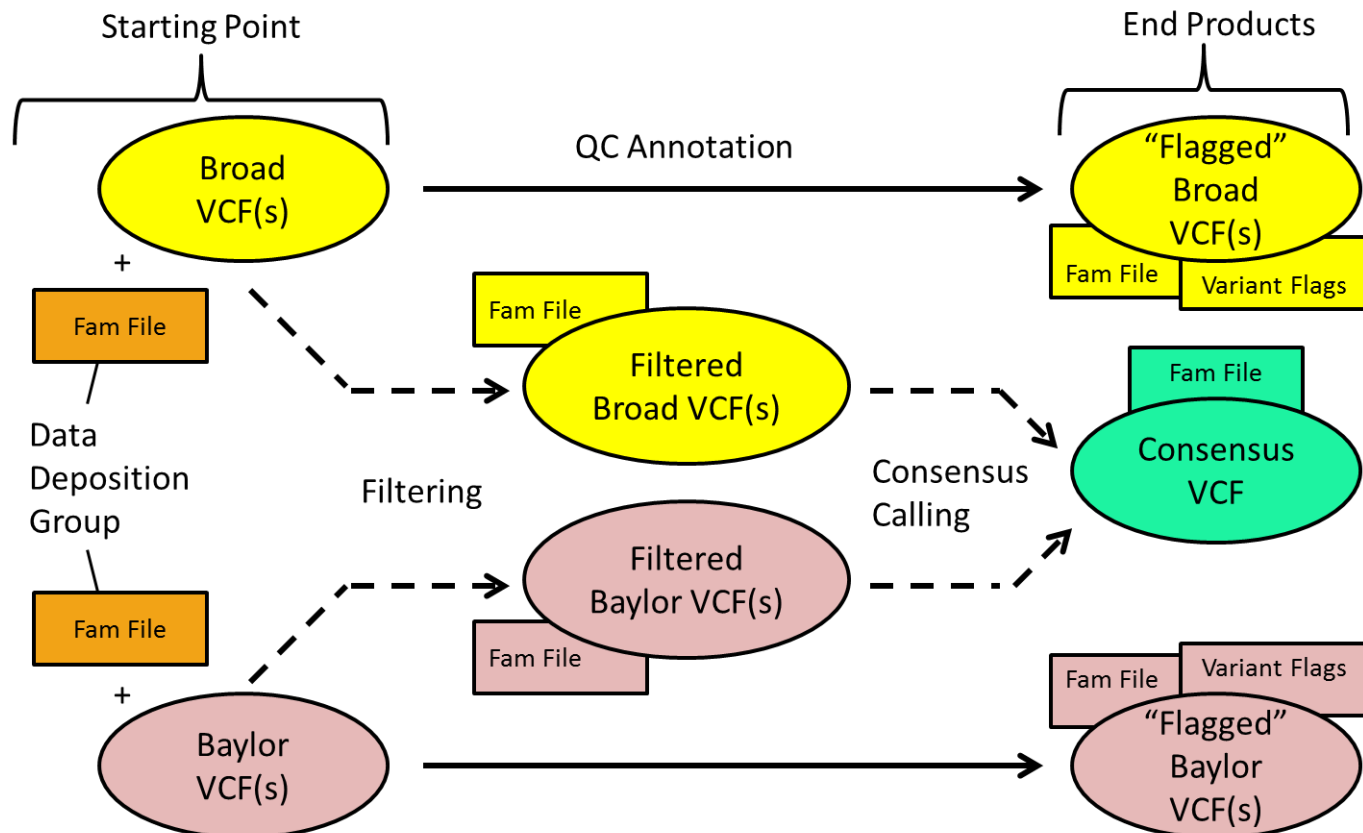 Starting Point
End Products
Broad
VCF(s)
QC Annotation
“Flagged”
Broad
VCF(s)
+
Fam File
Variant Flags
Fam File
Fam File
Filtered
Broad VCF(s)
Fam File
Consensus
VCF
Data
Deposition
Group
Filtering
Consensus
Calling
Filtered
Baylor VCF(s)
Fam File
Fam File
+
Fam File
Variant Flags
Baylor
VCF(s)
“Flagged”
Baylor
VCF(s)